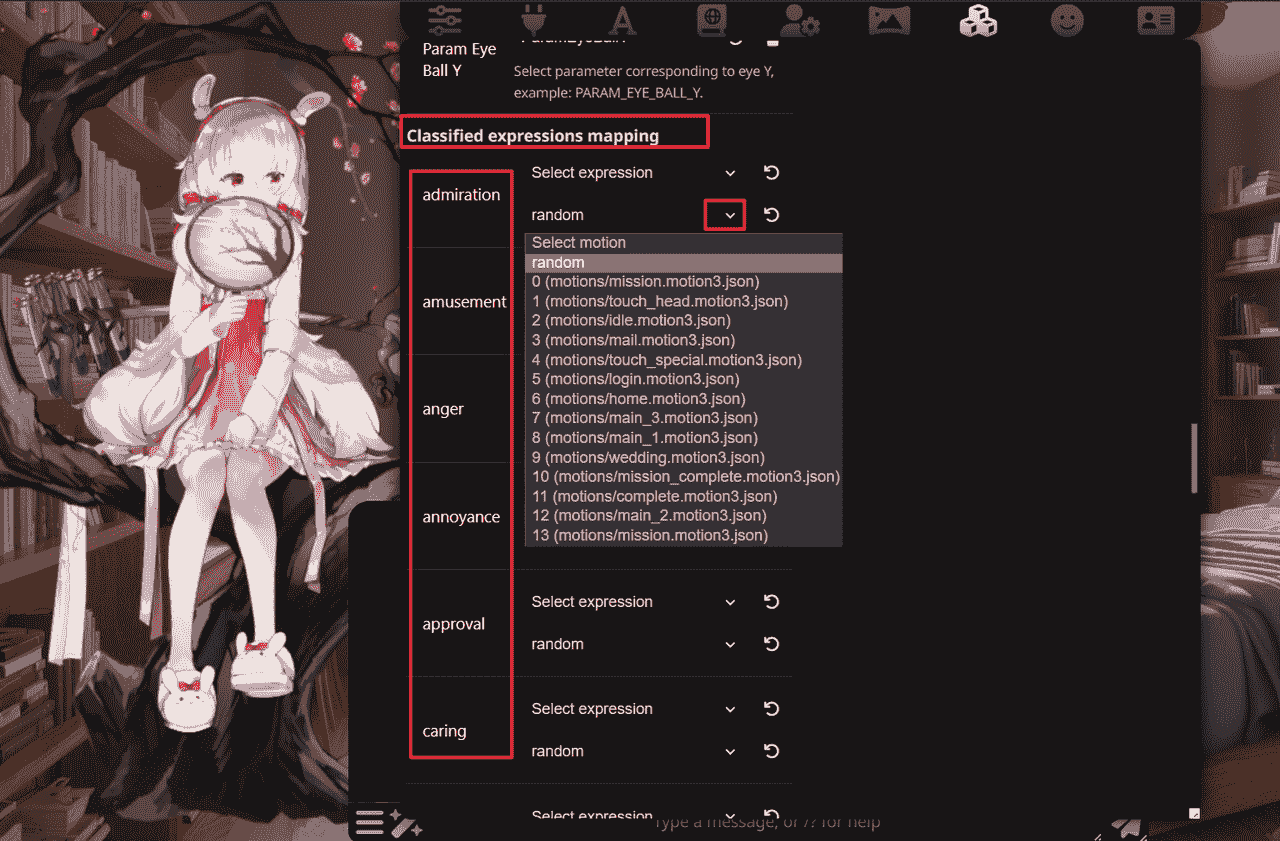 Param Eye
Ball Y
Select parameter corresponding to eye Y,
example: PARAM_EYE_BALL_Y.
Classified expressions mapping
admiration
Select expression
random
Select motion
random
0 (motions/mission.motion3.json)
1 (motions/touch_head.motion3.json)
2 (motions/idle.motion3.json)
3 (motions/mail.motion3.json)
4 (motions/touch_special.motion3.json)
5 (motions/login.motion3.json)
6 (motions/home.motion3.json)
7 (motions/main_3.motion3.json)
8 (motions/main_1.motion3.json)
9 (motions/wedding.motion3.json)
10 (motions/mission_complete.motion3.json)
11 (motions/complete.motion3.json)
12 (motions/main_2.motion3.json)
13 (motions/mission.motion3.json)
amusement
anger
annoyance
approval
Select expression
random
caring
Select expression
random
Select expression
Type a message, or /? for help